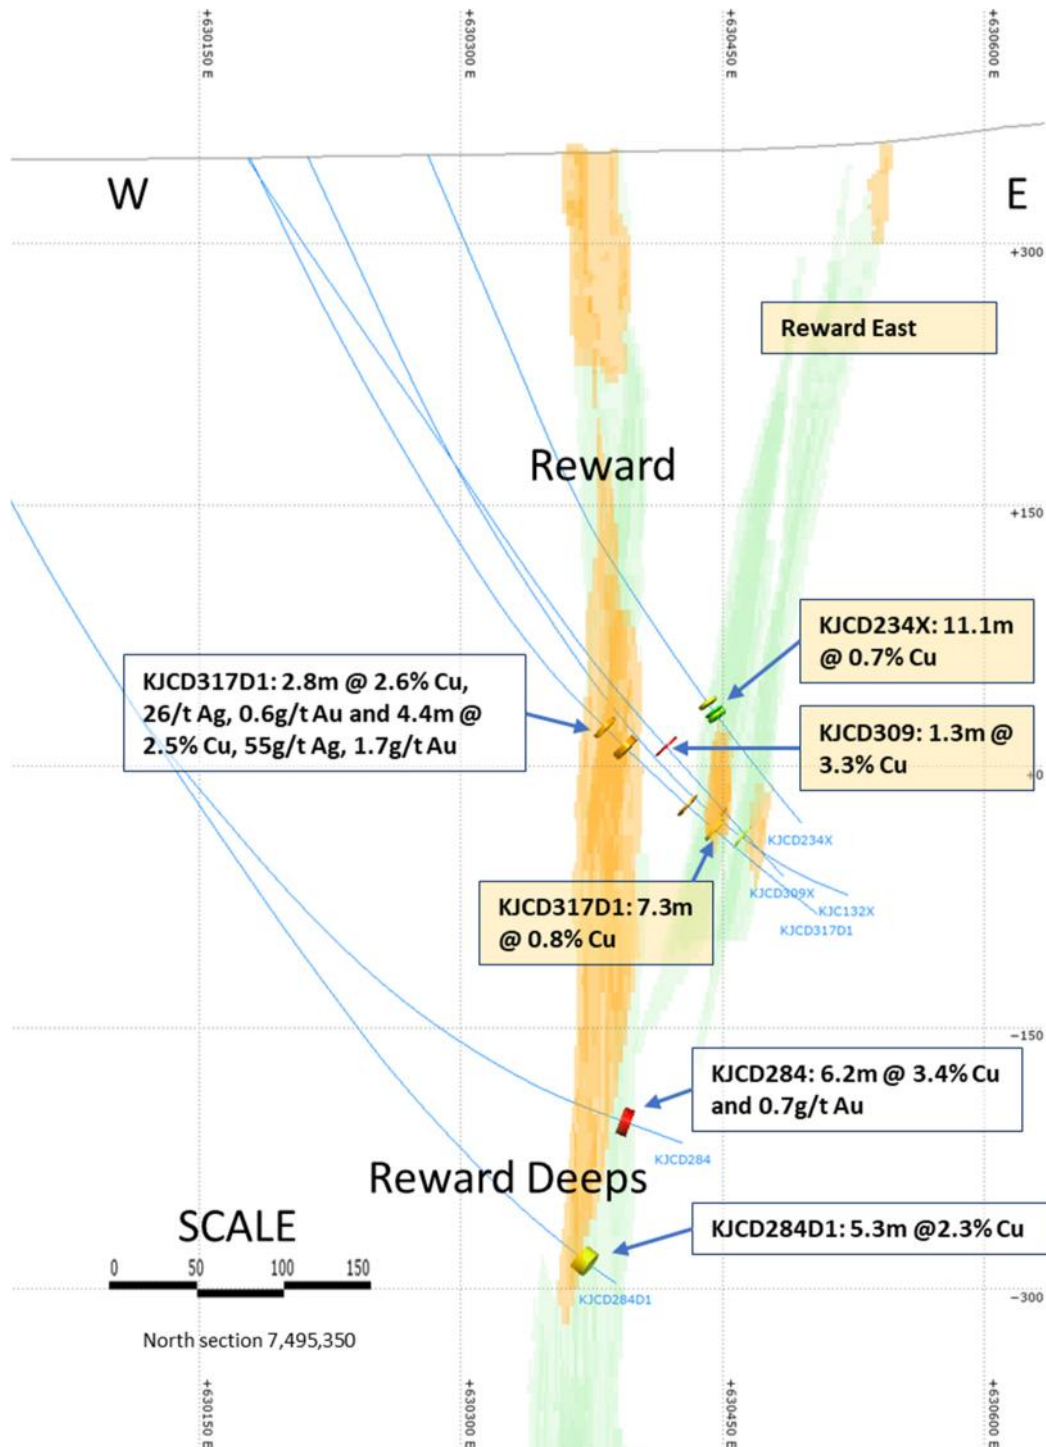 +630150 m
+630300 m
+630450 m
+630600 m
W
E
+300
Reward East
Reward
+150
KJCD234X: 11.1m
@ 0.7% Cu
KJCD317D1: 2.8m @ 2.6% Cu,
26/t Ag, 0.6g/t Au and 4.4m @
2.5% Cu, 55g/t Ag, 1.7g/t Au
KJCD309: 1.3m @
3.3% Cu
+0
KJCD234X
KJCD309X
KJC132X
KJCD317D1
KJCD317D1: 7.3m
@ 0.8% Cu
-150
KJCD284: 6.2m @ 3.4% Cu
and 0.7g/t Au
KJCD284
Reward Deeps
SCALE
0 50 100 150
KJCD284D1: 5.3m @2.3% Cu
-300
KJCD284D1
North section 7,495,350
+630150 m
+630300 m
+630450 m
+630600 m